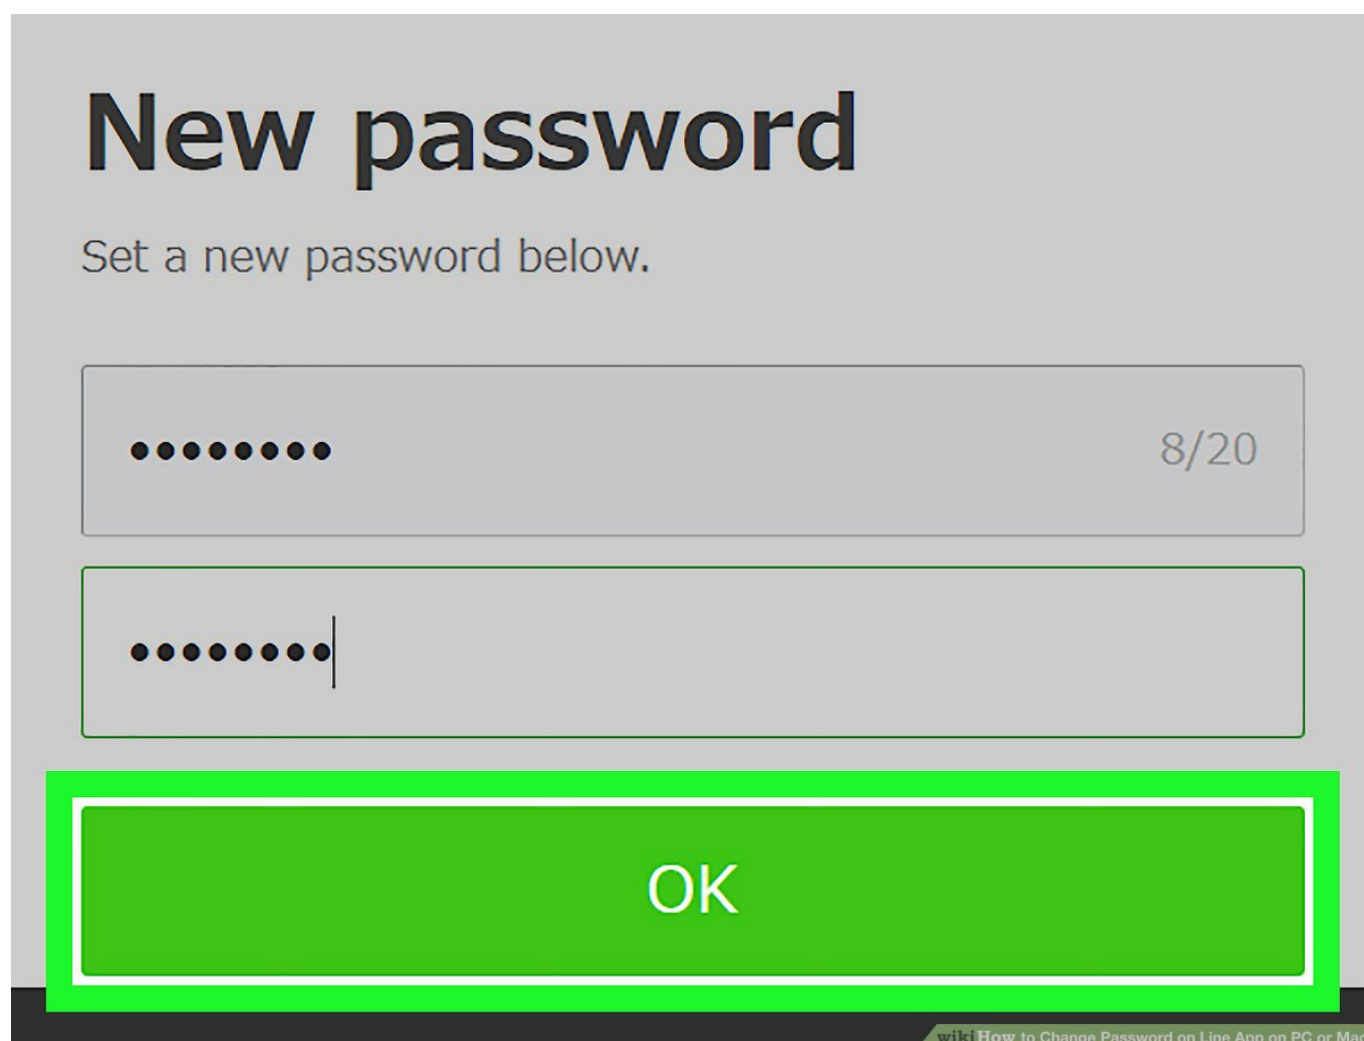 New password
Set a new password below.
●●●●●●●● 8/20
●●●●●●●●
OK
wikiHow to Change Password on Line App on PC or Mac